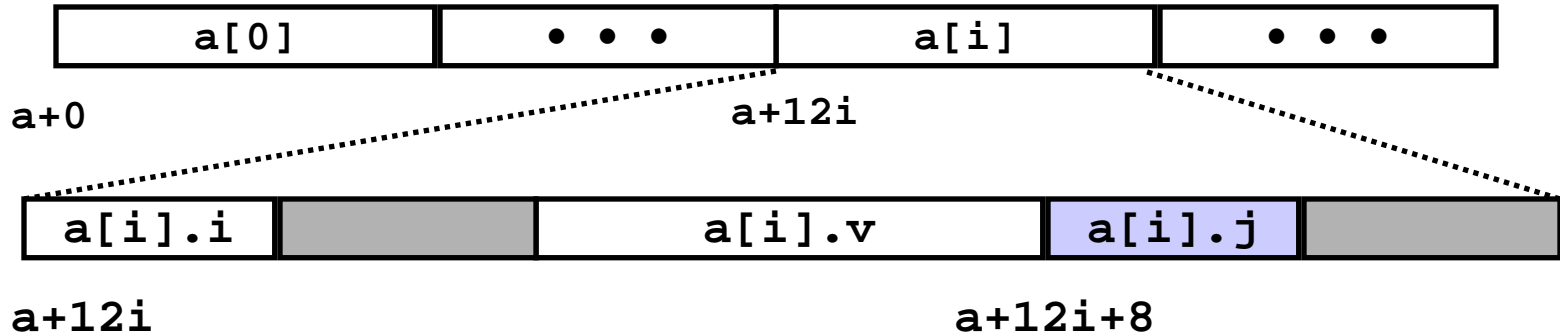 a[0] • • • a[i] • • •
a+0 a+12i
a[i].i a[i].v a[i].j
a+12i a+12i+8